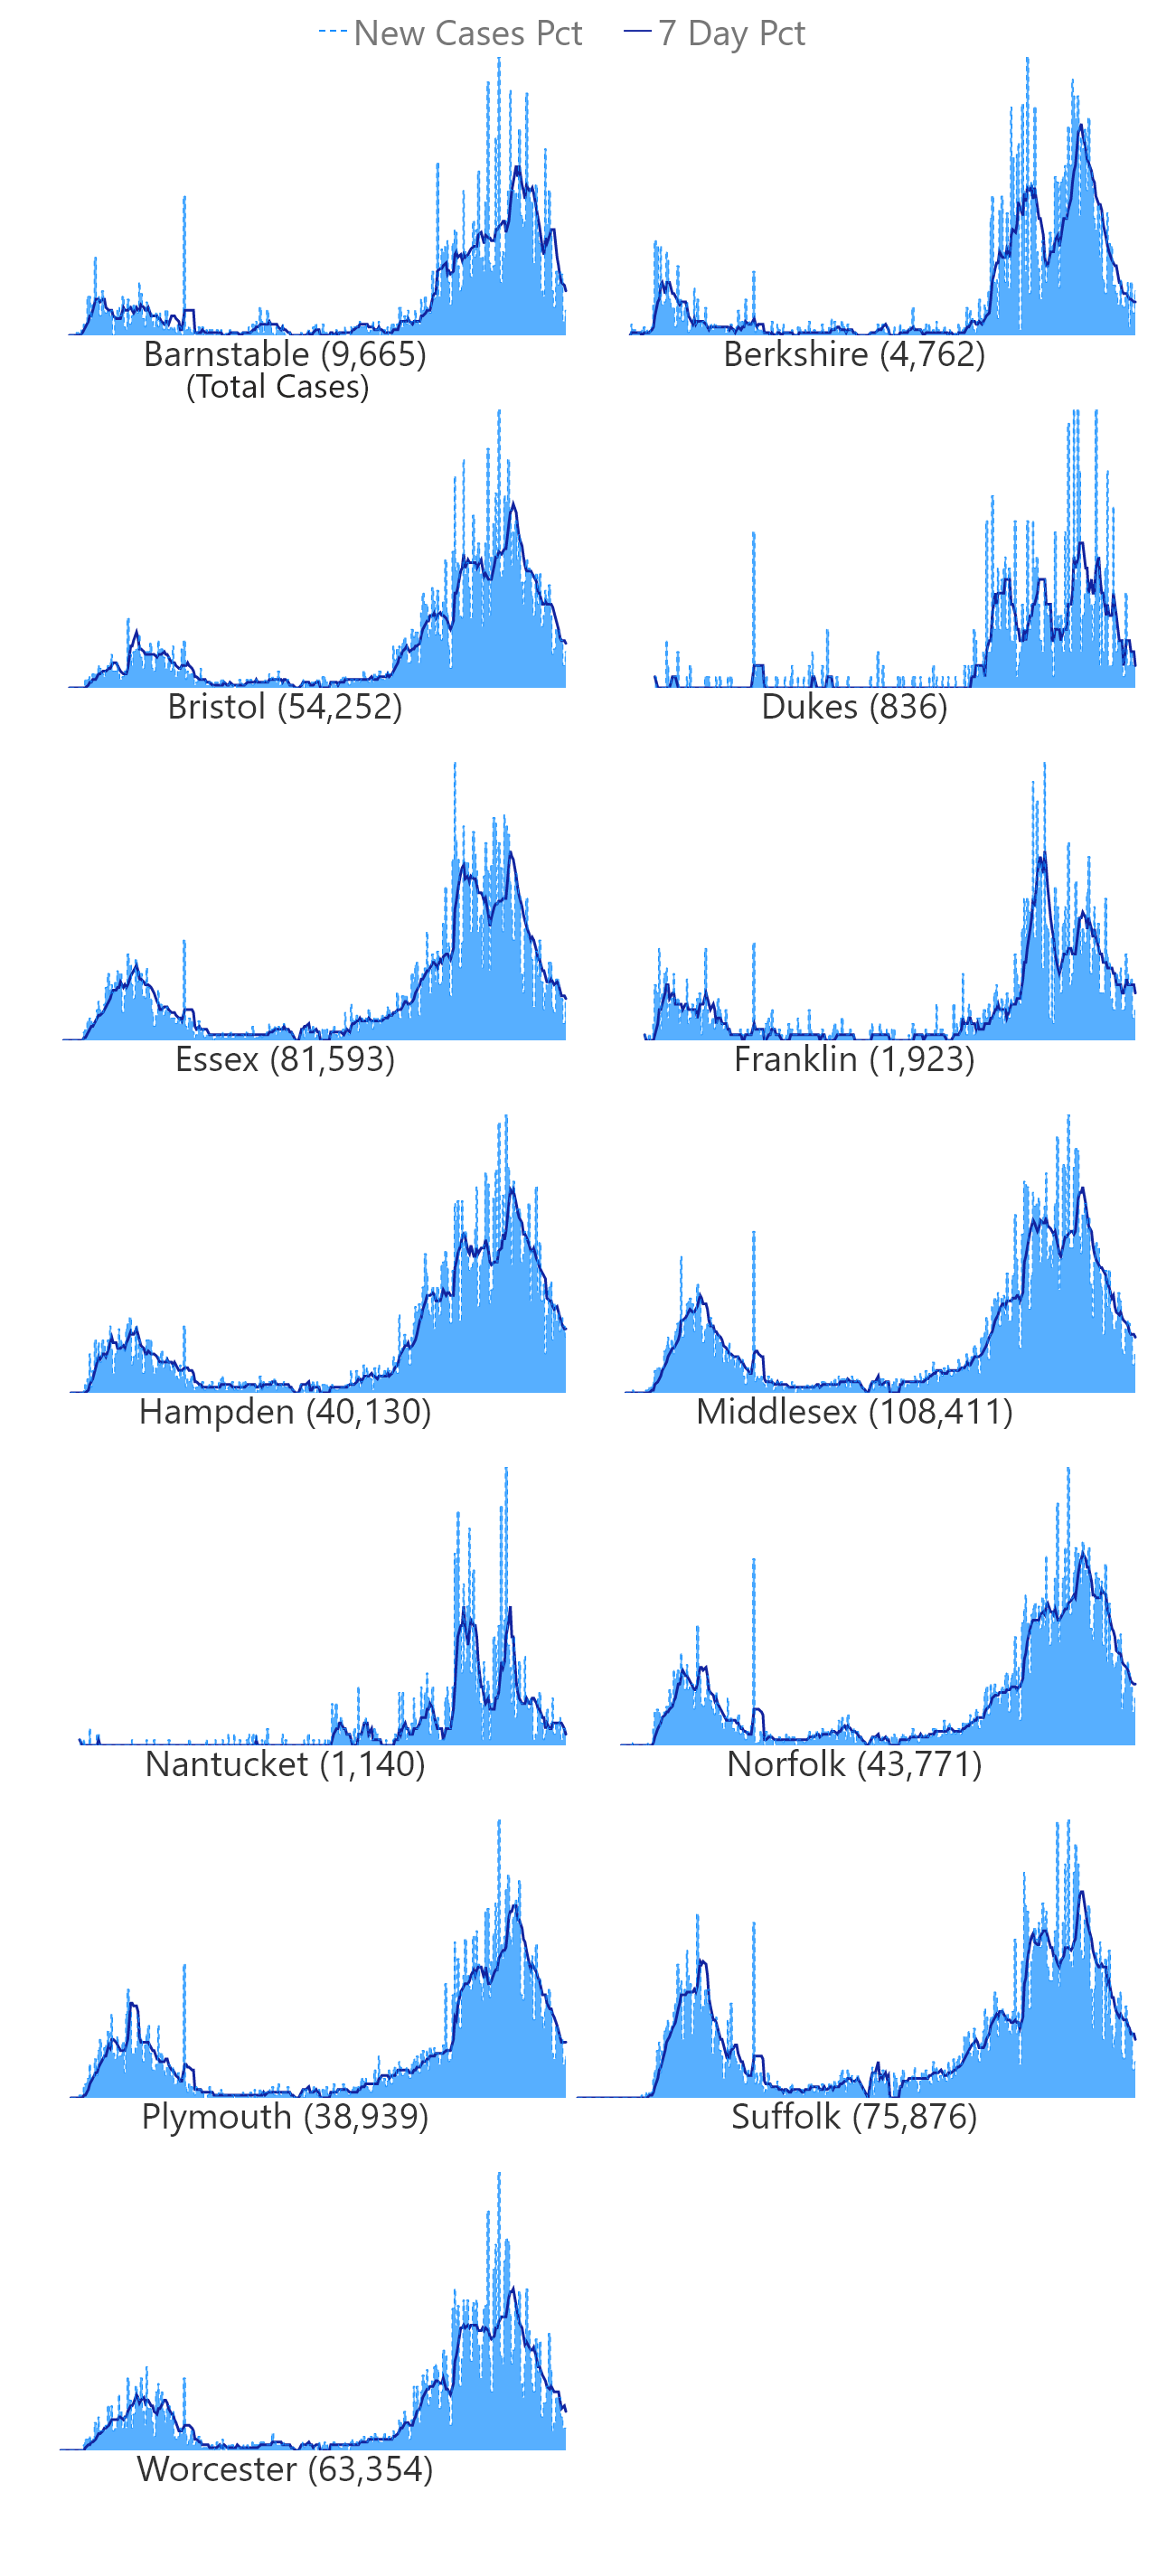 New Cases Pct 7 Day Pct
Barnstable (9,665) Berkshire (4,762)
(Total Cases)
Bristol (54,252) Dukes (836)
Essex (81,593) Franklin (1,923)
Hampden (40,130) Middlesex (108,411)
Nantucket (1,140) Norfolk (43,771)
Plymouth (38,939) Suffolk (75,876)
Worcester (63,354)